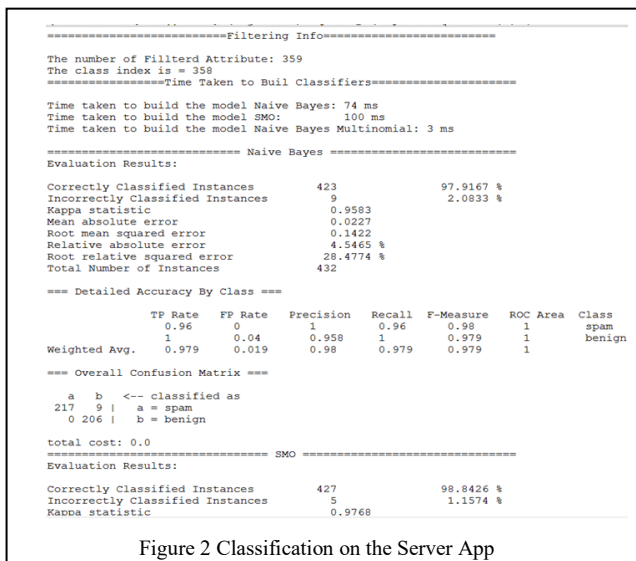 ==========================Filtering Info=========================
The number of Fillterd Attribute: 359
The class index is = 358
=================Time Taken to Buil Classifiers=====================
Time taken to build the model Naive Bayes: 74 ms
Time taken to build the model SMO: 100 ms
Time taken to build the model Naive Bayes Multinomial: 3 ms
============================ Naive Bayes ===========================
Evaluation Results:
Correctly Classified Instances 423 97.9167 %
Incorrectly Classified Instances 9 2.0833 %
Kappa statistic 0.9583
Mean absolute error 0.0227
Root mean squared error 0.1422
Relative absolute error 4.5465 %
Root relative squared error 28.4774 %
Total Number of Instances 432
=== Detailed Accuracy By Class ===
TP Rate FP Rate Precision Recall F-Measure ROC Area Class
0.96 0 1 0.96 0.98 1 spam
1 0.04 0.958 1 0.979 1 benign
Weighted Avg. 0.979 0.019 0.98 0.979 0.979 1
=== Overall Confusion Matrix ===
a b <-- classified as
217 9 | a = spam
0 206 | b = benign
total cost: 0.0
================================ SMO ===============================
Evaluation Results:
Correctly Classified Instances 427 98.8426 %
Incorrectly Classified Instances 5 1.1574 %
Kappa statistic 0.9768
Figure 2 Classification on the Server App